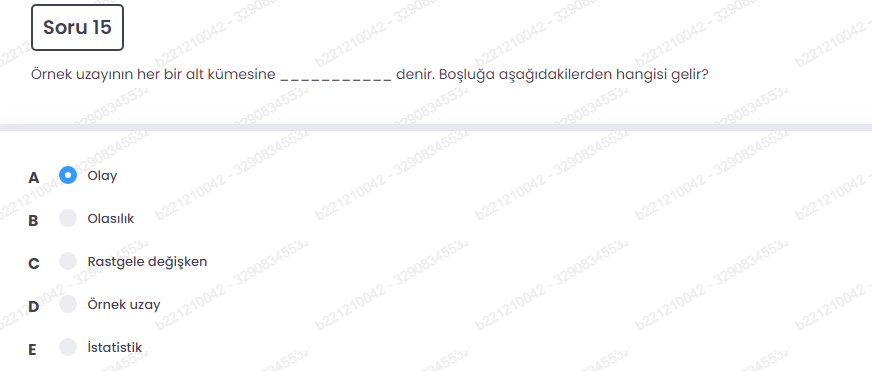 Soru 15
Örnek uzayının her bir alt kümesine ___________ denir. Boşluğa aşağıdakilerden hangisi gelir?
A Olay
B Olasılık
C Rastgele değişken
D Örnek uzay
E İstatistik